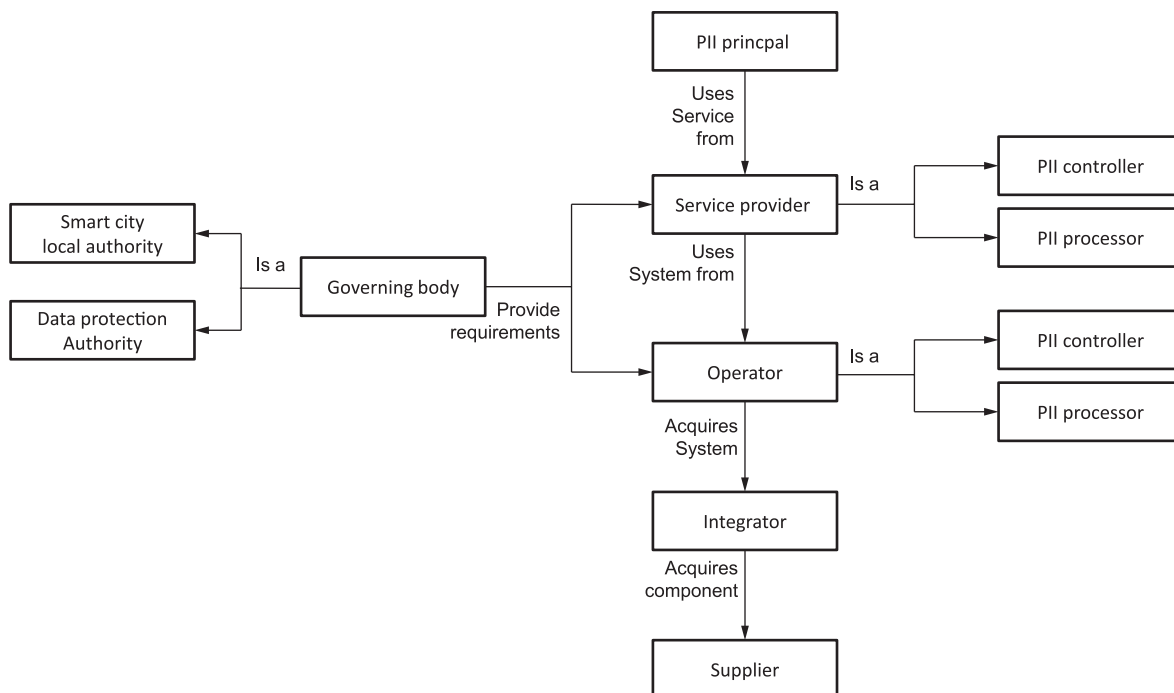 PII princpal
Uses
Service
from
Is a
PII controller
Service provider
PII processor
Smart city
local authority
Is a
Governing body
Data protection
Authority
Provide
requirements
Uses
System from
PII controller
Is a
Operator
PII processor
Acquires
System
Integrator
Acquires
component
Supplier